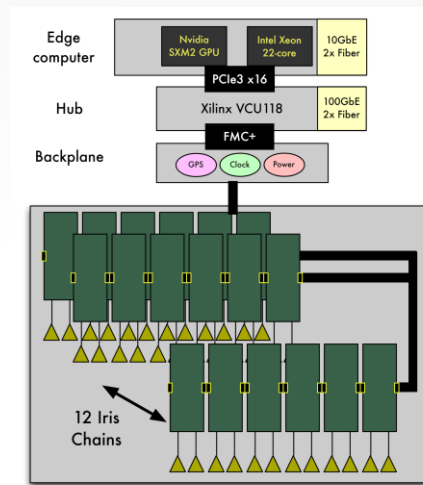 Edge
computer
Nvidia
SXM2 GPU
Intel Xeon
22-core
10GbE
2x Fiber
PCIe3 x16
Hub
Xilinx VCU118
100GbE
2x Fiber
FMC+
Backplane
GPS
Clock
Power
12 Iris
Chains